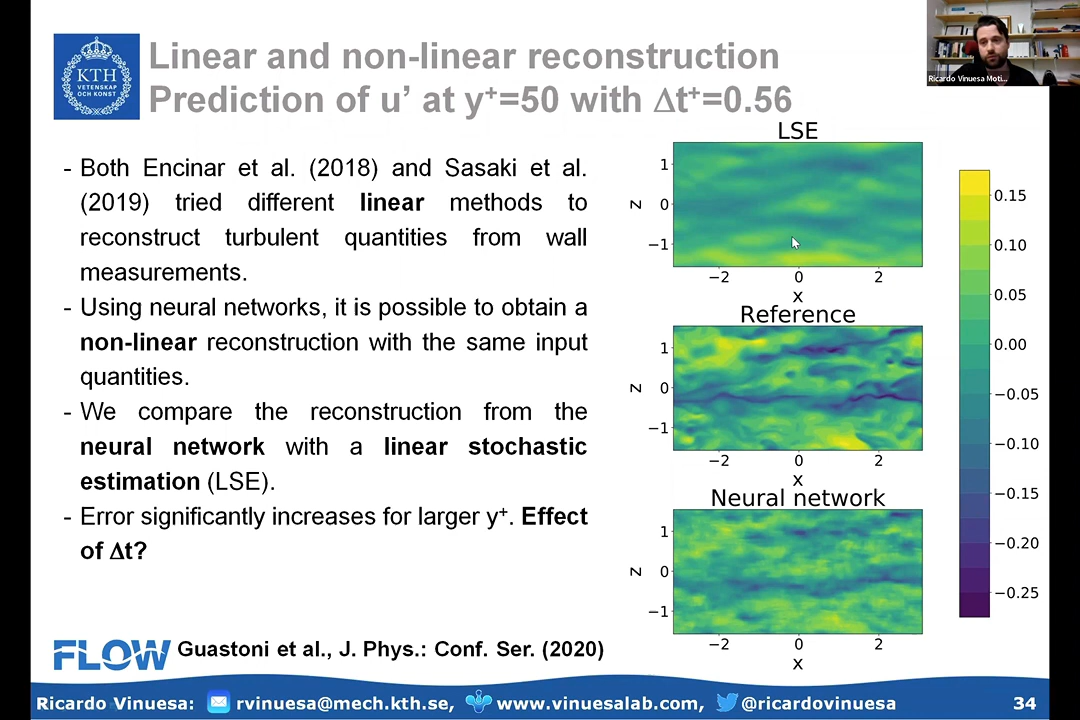 Linear and non-linear reconstruction
Prediction of u’ at y⁺=50 with Δt⁺=0.56
KTH
VETENSKAP
OCH KONST
Ricardo Vinuesa Moti...
- Both Encinar et al. (2018) and Sasaki et al.
(2019) tried different linear methods to
reconstruct turbulent quantities from wall
measurements.
- Using neural networks, it is possible to obtain a
non-linear reconstruction with the same input
quantities.
- We compare the reconstruction from the
neural network with a linear stochastic
estimation (LSE).
- Error significantly increases for larger y⁺. Effect
of Δt?
LSE
1
z 0
−1
−2 0 2
x
Reference
1
z 0
−1
−2 0 2
x
Neural network
1
z 0
−1
−2 0 2
x
0.15
0.10
0.05
0.00
−0.05
−0.10
−0.15
−0.20
−0.25
FLOW Guastoni et al., J. Phys.: Conf. Ser. (2020)
Ricardo Vinuesa: rvinuesa@mech.kth.se, www.vinuesalab.com, @ricardovinuesa 34